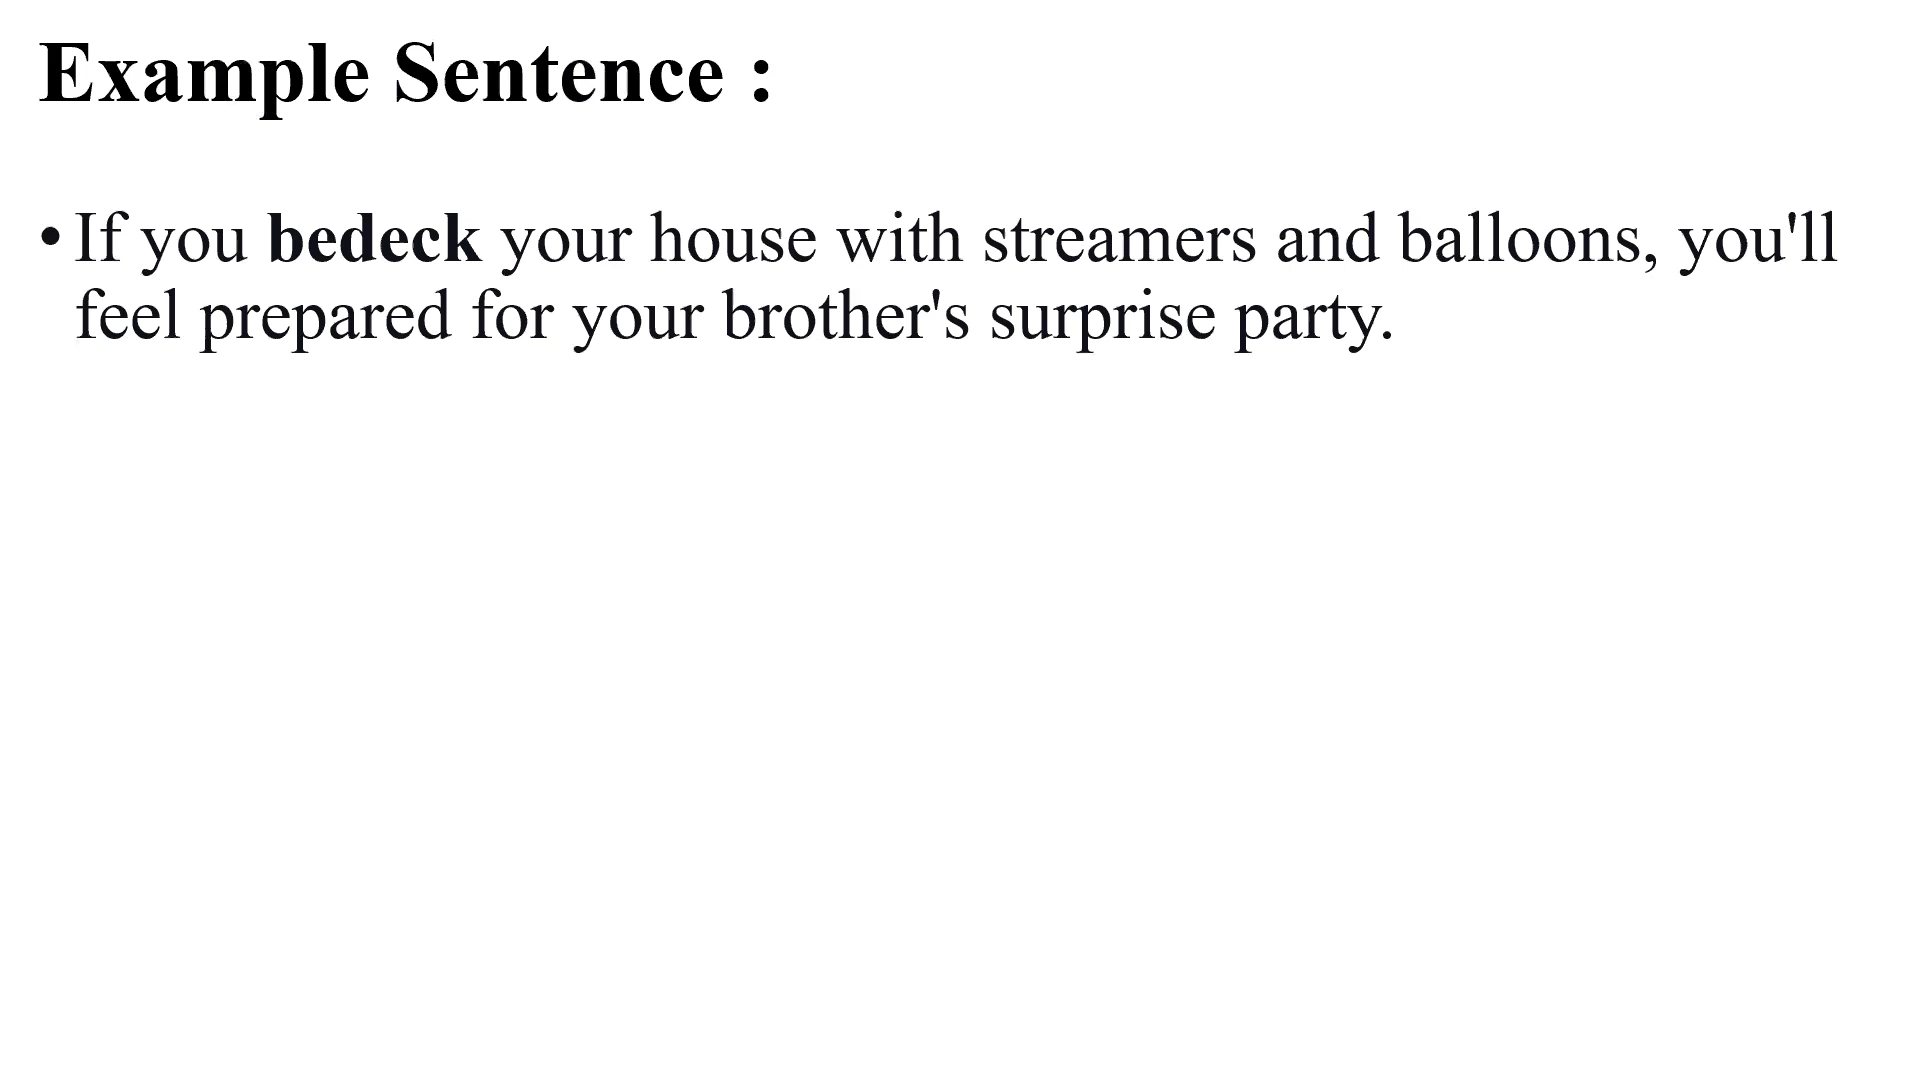 Example Sentence :
• If you bedeck your house with streamers and balloons, you'll
feel prepared for your brother's surprise party.